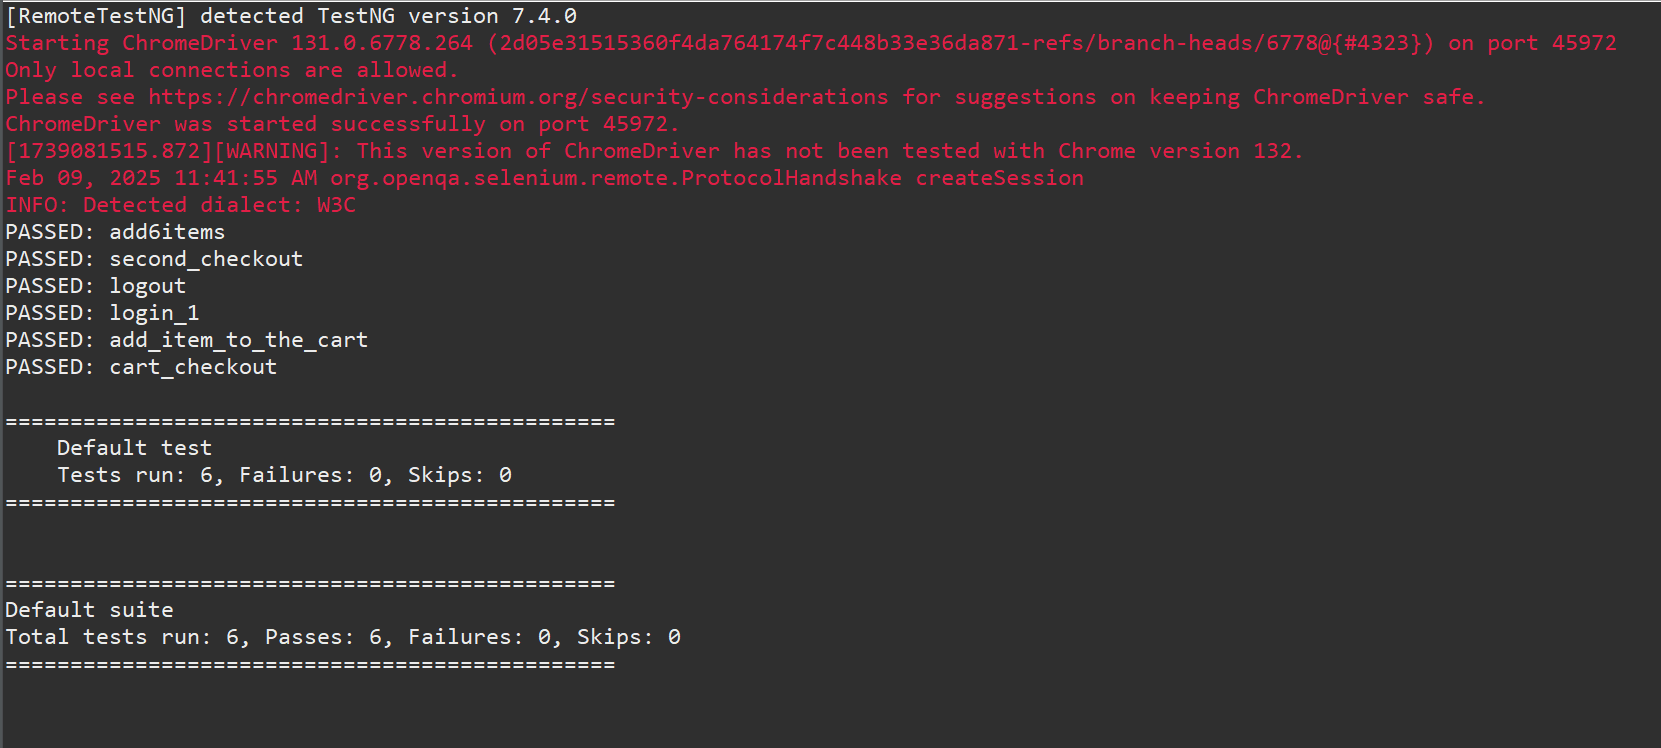 [RemoteTestNG] detected TestNG version 7.4.0
Starting ChromeDriver 131.0.6778.264 (2d05e31515360f4da764174f7c448b33e36da871-refs/branch-heads/6778@{#4323}) on port 45972
Only local connections are allowed.
Please see https://chromedriver.chromium.org/security-considerations for suggestions on keeping ChromeDriver safe.
ChromeDriver was started successfully on port 45972.
[1739081515.872][WARNING]: This version of ChromeDriver has not been tested with Chrome version 132.
Feb 09, 2025 11:41:55 AM org.openqa.selenium.remote.ProtocolHandshake createSession
INFO: Detected dialect: W3C
PASSED: add6items
PASSED: second_checkout
PASSED: logout
PASSED: login_1
PASSED: add_item_to_the_cart
PASSED: cart_checkout
===============================================
Default test
Tests run: 6, Failures: 0, Skips: 0
===============================================
===============================================
Default suite
Total tests run: 6, Passes: 6, Failures: 0, Skips: 0
===============================================